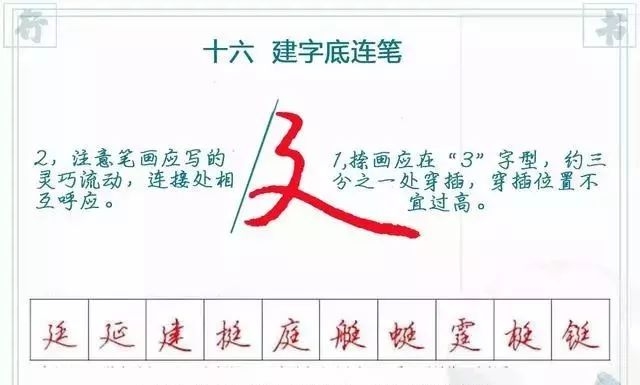 行
书
十六 建字底连笔
2，注意笔画应写的
灵巧流动，连接处相
互呼应。
1,捺画应在“3”字型，约三
分之一处穿插，穿插位置不
宜过高。
廴
廷 延 建 挺 庭 艇 蜓 霆 梃 铤